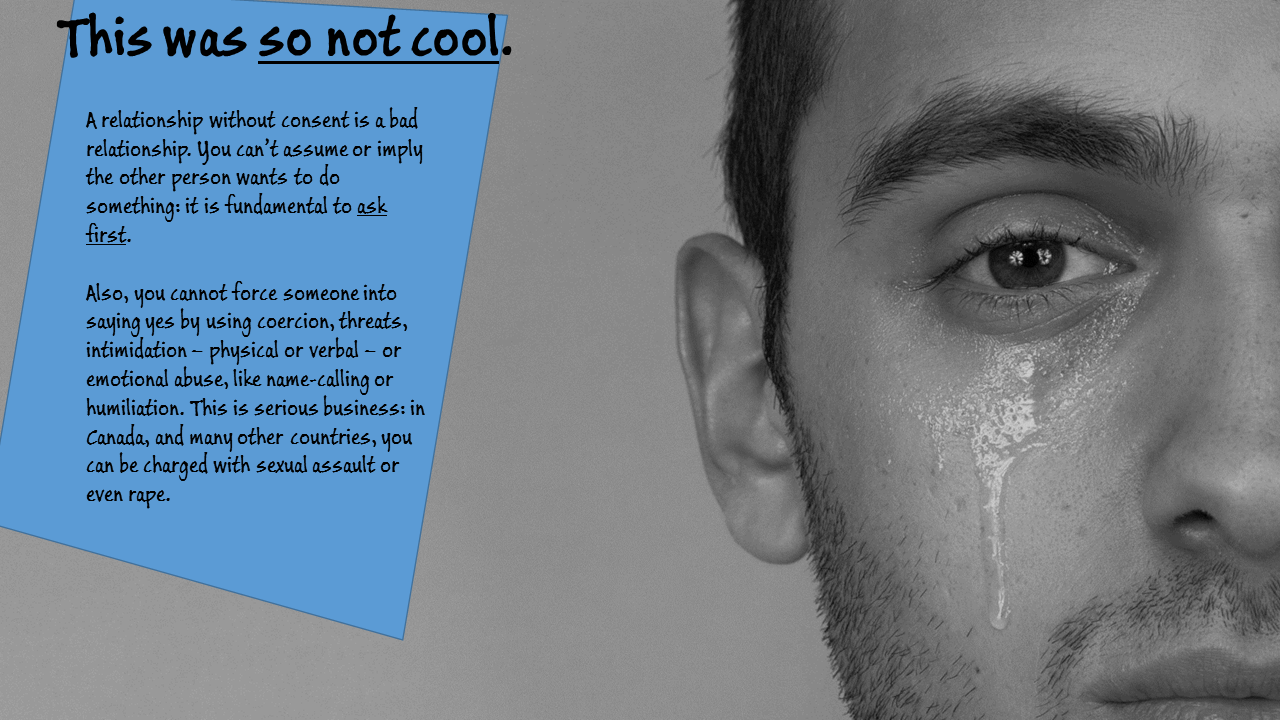 This was so not cool.
A relationship without consent is a bad
relationship. You can’t assume or imply
the other person wants to do
something: it is fundamental to ask
first.
Also, you cannot force someone into
saying yes by using coercion, threats,
intimidation – physical or verbal – or
emotional abuse, like name-calling or
humiliation. This is serious business: in
Canada, and many other countries, you
can be charged with sexual assault or
even rape.